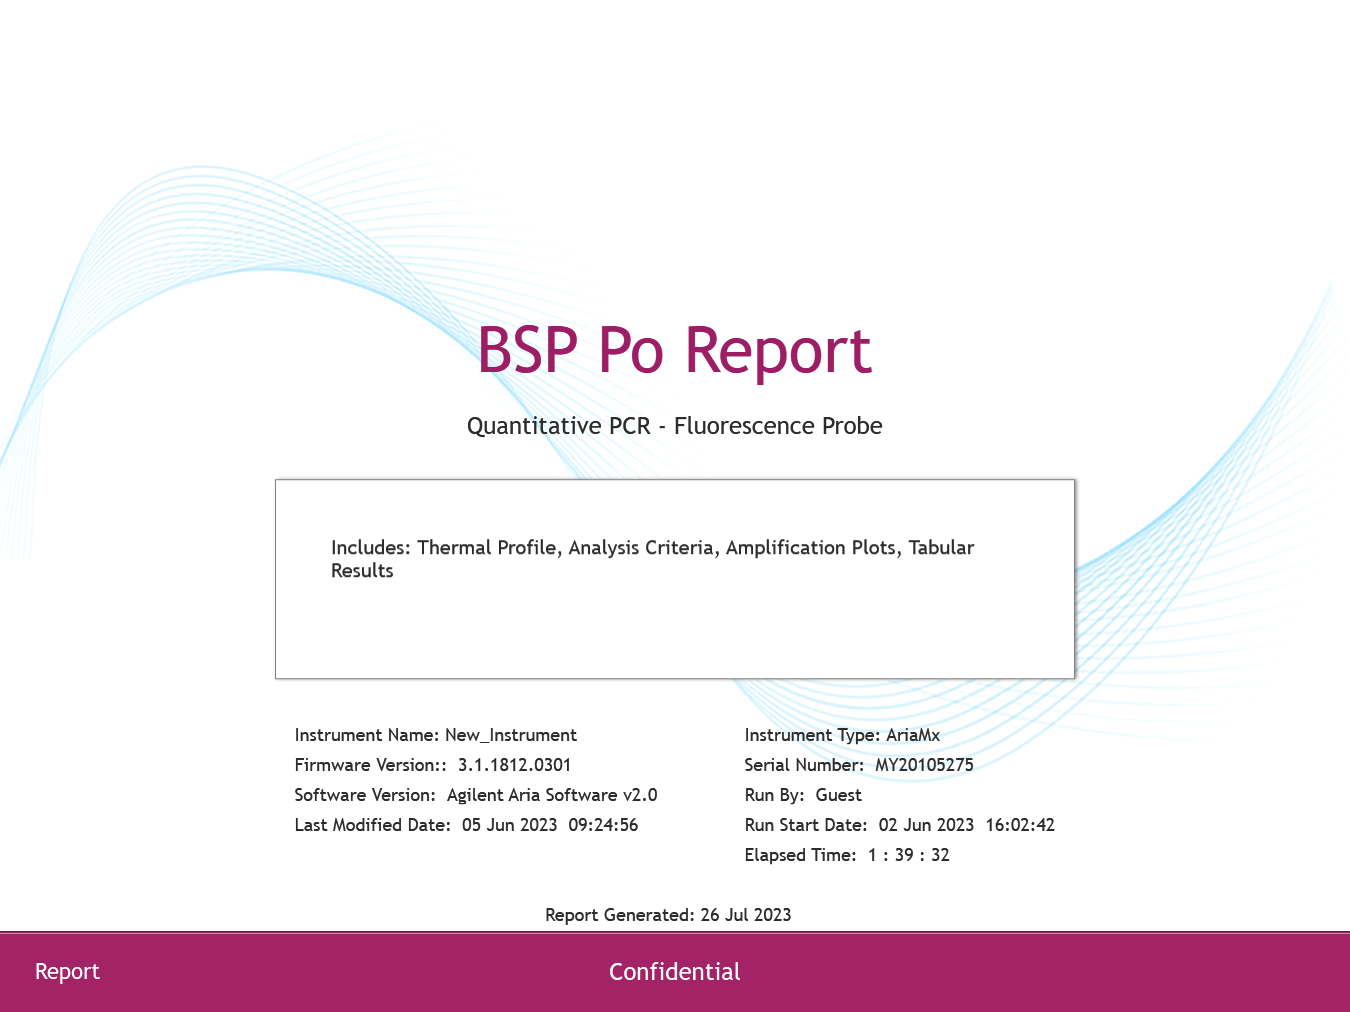 BSP Po Report
Quantitative PCR - Fluorescence Probe
Includes: Thermal Profile, Analysis Criteria, Amplification Plots, Tabular
Results
Instrument Name: New_Instrument
Firmware Version:: 3.1.1812.0301
Software Version: Agilent Aria Software v2.0
Last Modified Date: 05 Jun 2023 09:24:56
Instrument Type: AriaMx
Serial Number: MY20105275
Run By: Guest
Run Start Date: 02 Jun 2023 16:02:42
Elapsed Time: 1 : 39 : 32
Report Generated: 26 Jul 2023
Report
Confidential